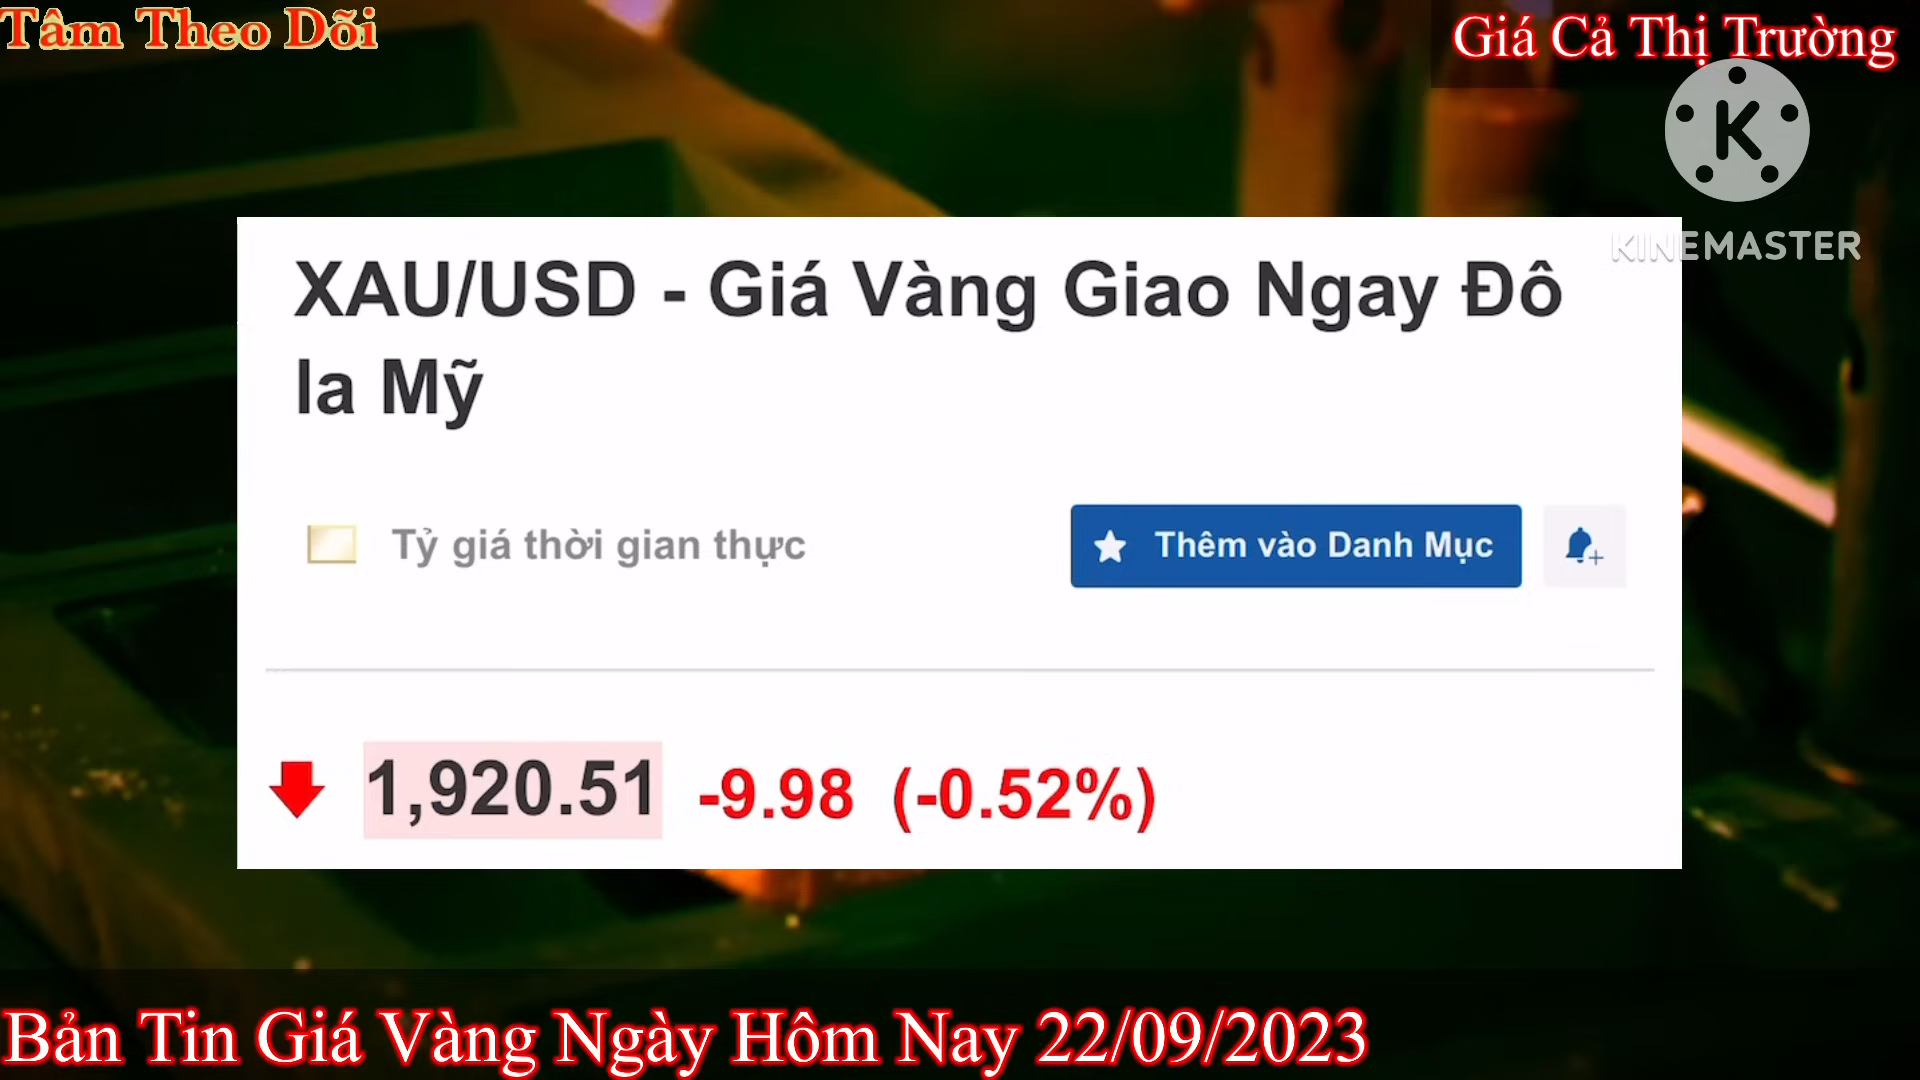 Tâm Theo Dõi
Giá Cả Thị Trường
K
KINEMASTER
XAU/USD - Giá Vàng Giao Ngay Đô
la Mỹ
Tỷ giá thời gian thực
Thêm vào Danh Mục
1,920.51 -9.98 (-0.52%)
Bản Tin Giá Vàng Ngày Hôm Nay 22/09/2023